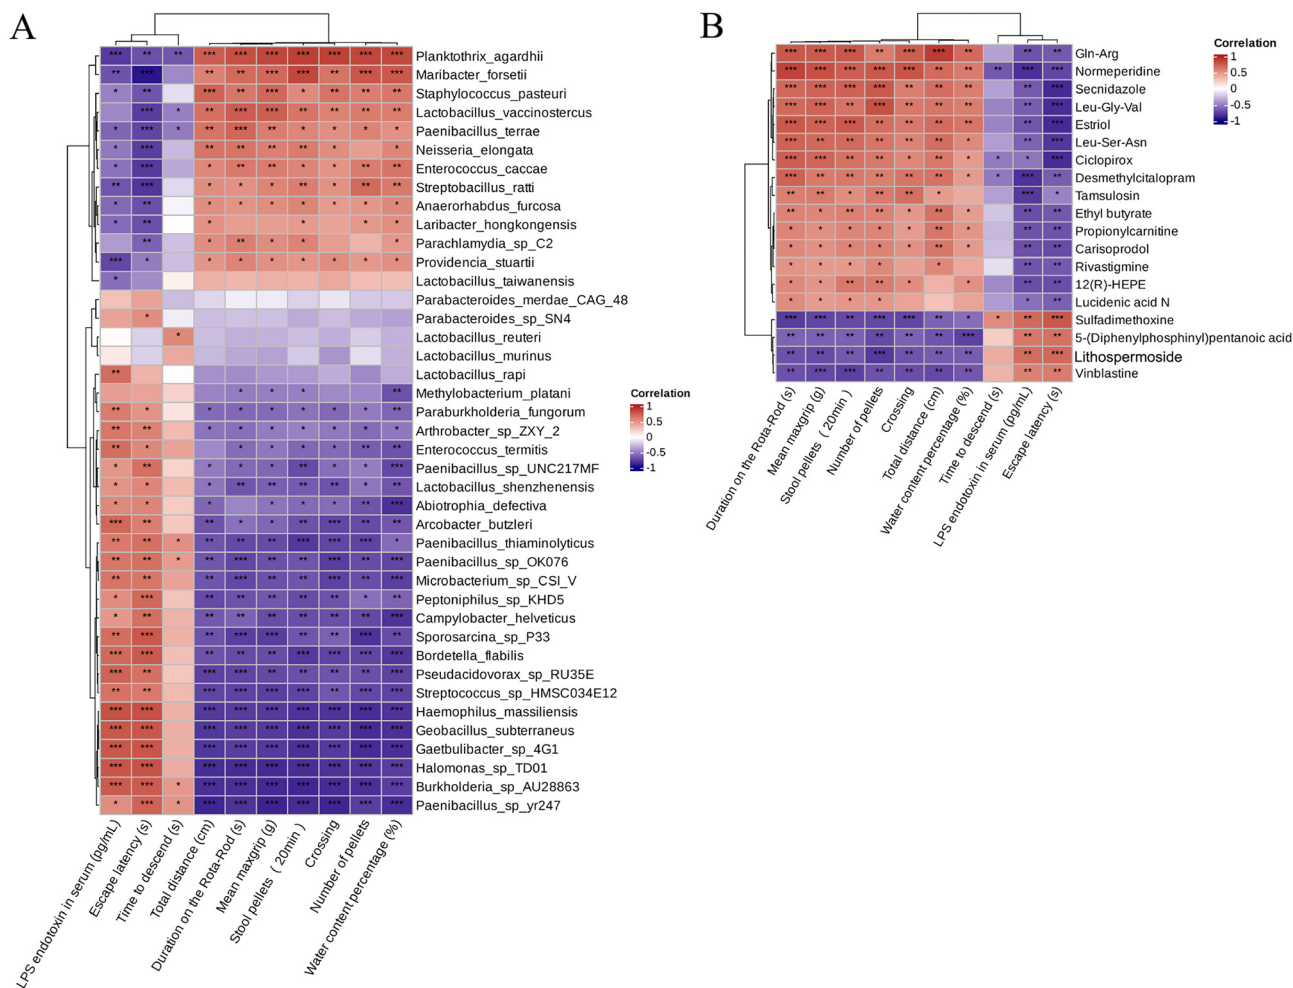 A
Planktothrix_agardhii
Maribacter_forsetii
Staphylococcus_pasteuri
Lactobacillus_vaccinostercus
Paenibacillus_terrae
Neisseria_elongata
Enterococcus_caccae
Streptobacillus_ratti
Anaerorhabdus_furcosa
Laribacter_hongkongensis
Parachlamydia_sp_C2
Providencia_stuartii
Lactobacillus_taiwanensis
Parabacteroides_merdae_CAG_48
Parabacteroides_sp_SN4
Lactobacillus_reuteri
Lactobacillus_murinus
Lactobacillus_rapi
Methylobacterium_platani
Paraburkholderia_fungorum
Arthrobacter_sp_ZXY_2
Enterococcus_termitis
Paenibacillus_sp_UNC217MF
Lactobacillus_shenzhenensis
Abiotrophia_defectiva
Arcobacter_butzleri
Paenibacillus_thiaminolyticus
Paenibacillus_sp_OK076
Microbacterium_sp_CSI_V
Peptoniphilus_sp_KHD5
Campylobacter_helveticus
Sporosarcina_sp_P33
Bordetella_flabilis
Pseudacidovorax_sp_RU35E
Streptococcus_sp_HMSC034E12
Haemophilus_massiliensis
Geobacillus_subterraneus
Gaetbulibacter_sp_4G1
Halomonas_sp_TD01
Burkholderia_sp_AU28863
Paenibacillus_sp_yr247
LPS endotoxin in serum (pg/mL)
Escape latency (s)
Time to descend (s)
Total distance (cm)
Duration on the Rota-Rod (s)
Mean maxgrip (g)
Stool pellets ( 20min )
Crossing
Number of pellets
Water content percentage (%)
Correlation
1
0.5
0
-0.5
-1
B
Gln-Arg
Normeperidine
Secnidazole
Leu-Gly-Val
Estriol
Leu-Ser-Asn
Ciclopirox
Desmethylcitalopram
Tamsulosin
Ethyl butyrate
Propionylcarnitine
Carisoprodol
Rivastigmine
12(R)-HEPE
Lucidenic acid N
Sulfadimethoxine
5-(Diphenylphosphinyl)pentanoic acid
Lithospermoside
Vinblastine
Duration on the Rota-Rod (s)
Mean maxgrip (g)
Stool pellets ( 20min )
Number of pellets
Crossing
Total distance (cm)
Water content percentage (%)
Time to descend (s)
LPS endotoxin in serum (pg/mL)
Escape latency (s)
Correlation
1
0.5
0
-0.5
-1